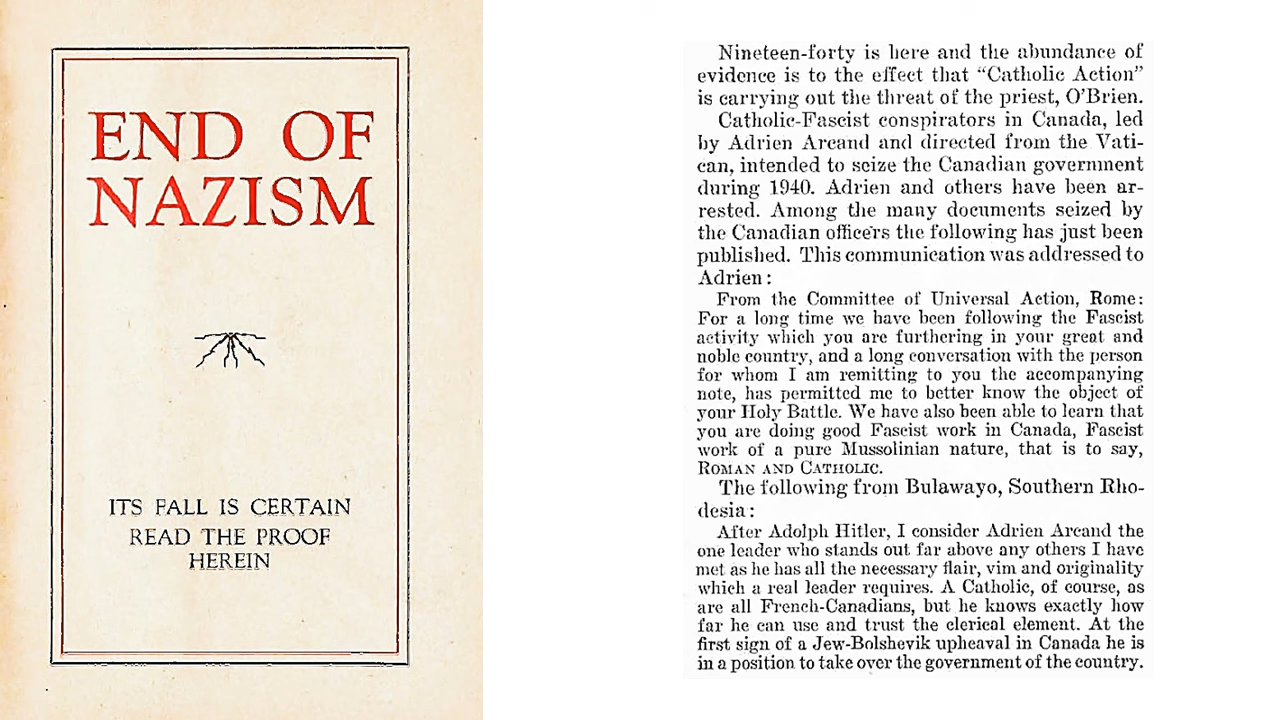 END OF
NAZISM
ITS FALL IS CERTAIN
READ THE PROOF
HEREIN
Nineteen-forty is here and the abundance of
evidence is to the effect that “Catholic Action”
is carrying out the threat of the priest, O’Brien.
Catholic-Fascist conspirators in Canada, led
by Adrien Arcand and directed from the Vati-
can, intended to seize the Canadian government
during 1940. Adrien and others have been ar-
rested. Among the many documents seized by
the Canadian officers the following has just been
published. This communication was addressed to
Adrien:
From the Committee of Universal Action, Rome:
For a long time we have been following the Fascist
activity which you are furthering in your great and
noble country, and a long conversation with the person
for whom I am remitting to you the accompanying
note, has permitted me to better know the object of
your Holy Battle. We have also been able to learn that
you are doing good Fascist work in Canada, Fascist
work of a pure Mussolinian nature, that is to say,
ROMAN AND CATHOLIC.
The following from Bulawayo, Southern Rho-
desia:
After Adolph Hitler, I consider Adrien Arcand the
one leader who stands out far above any others I have
met as he has all the necessary flair, vim and originality
which a real leader requires. A Catholic, of course, as
are all French-Canadians, but he knows exactly how
far he can use and trust the clerical element. At the
first sign of a Jew-Bolshevik upheaval in Canada he is
in a position to take over the government of the country.